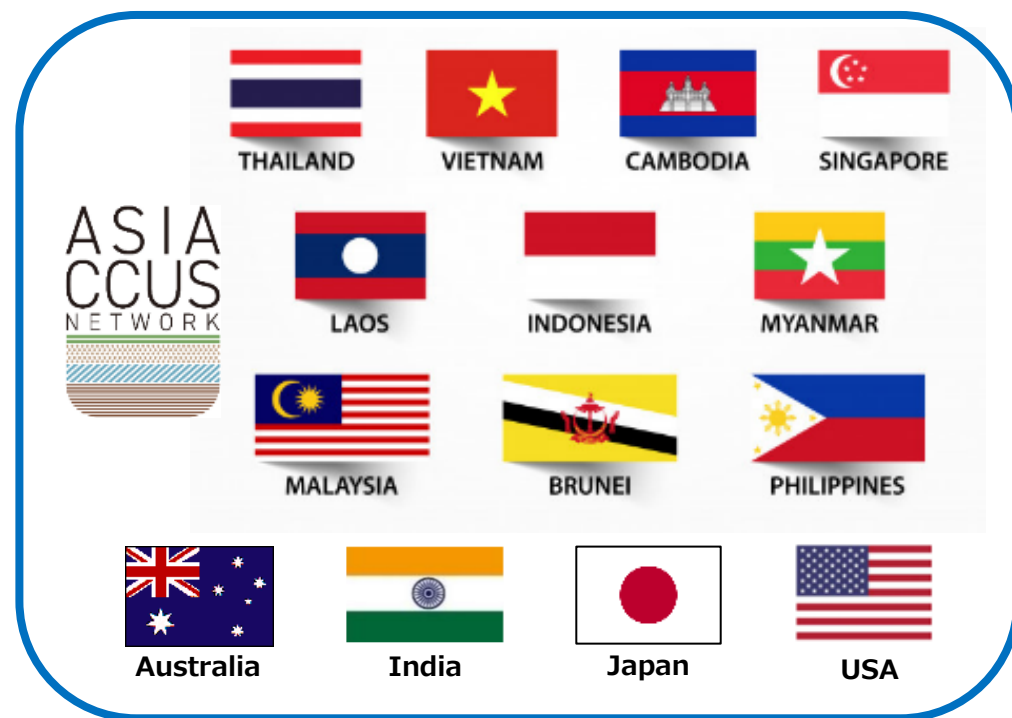 THAILAND VIETNAM CAMBODIA SINGAPORE
ASIA
CCUS
NETWORK
LAOS INDONESIA MYANMAR
MALAYSIA BRUNEI PHILIPPINES
Australia India Japan USA